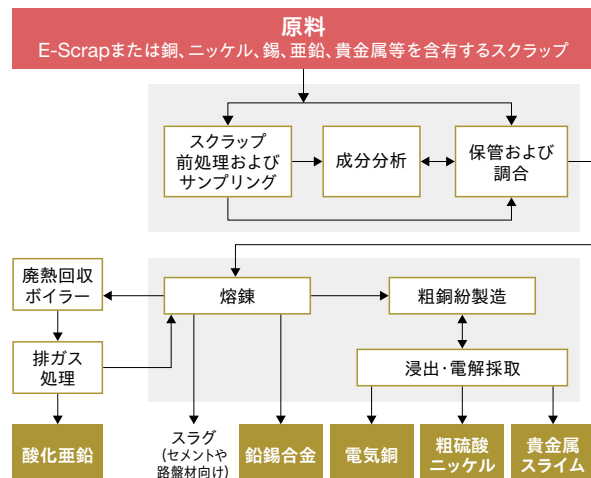 原料
E-Scrapまたは銅、ニッケル、錫、亜鉛、貴金属等を含有するスクラップ
スクラップ
前処理および
サンプリング
成分分析
保管および
調合
廃熱回収
ボイラー
熔錬
粗銅紛製造
排ガス
処理
浸出・電解採取
酸化亜鉛
スラグ
(セメントや
路盤材向け)
鉛錫合金
電気銅
粗硫酸
ニッケル
貴金属
スライム